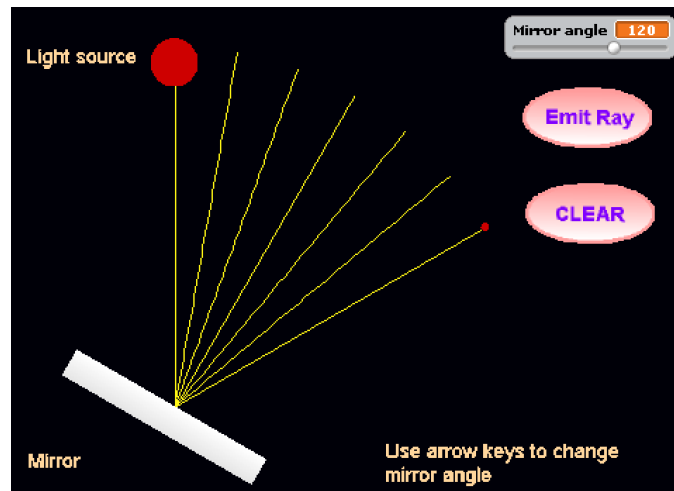 Mirror angle 120
Light source
Emit Ray
CLEAR
Use arrow keys to change
mirror angle
Mirror